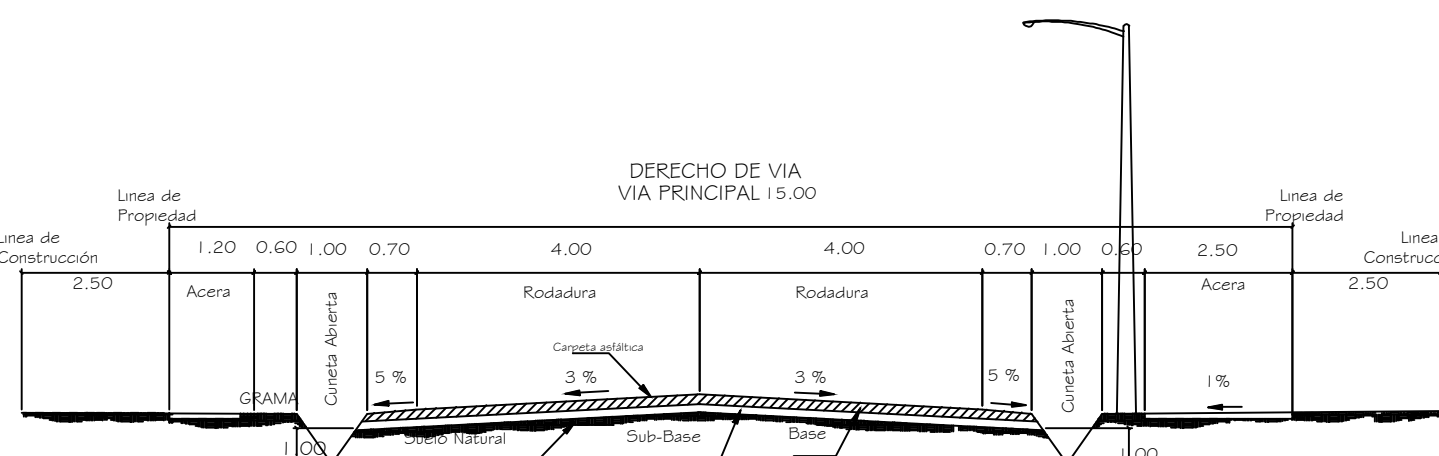 DERECHO DE VIA
VIA PRINCIPAL 15.00
Linea de
Propiedad
Linea de
Propiedad
Linea de
Construcción
Linea
Construcc
1.20 0.60 1.00 0.70 4.00 4.00 0.70 1.00 0.60 2.50
2.50
2.50
Acera
Rodadura
Rodadura
Acera
Cuneta Abierta
Cuneta Abierta
Carpeta asfáltica
5 %
3 %
3 %
5 %
1%
GRAMA
Suelo Natural
Sub-Base
Base
1.00
1.00